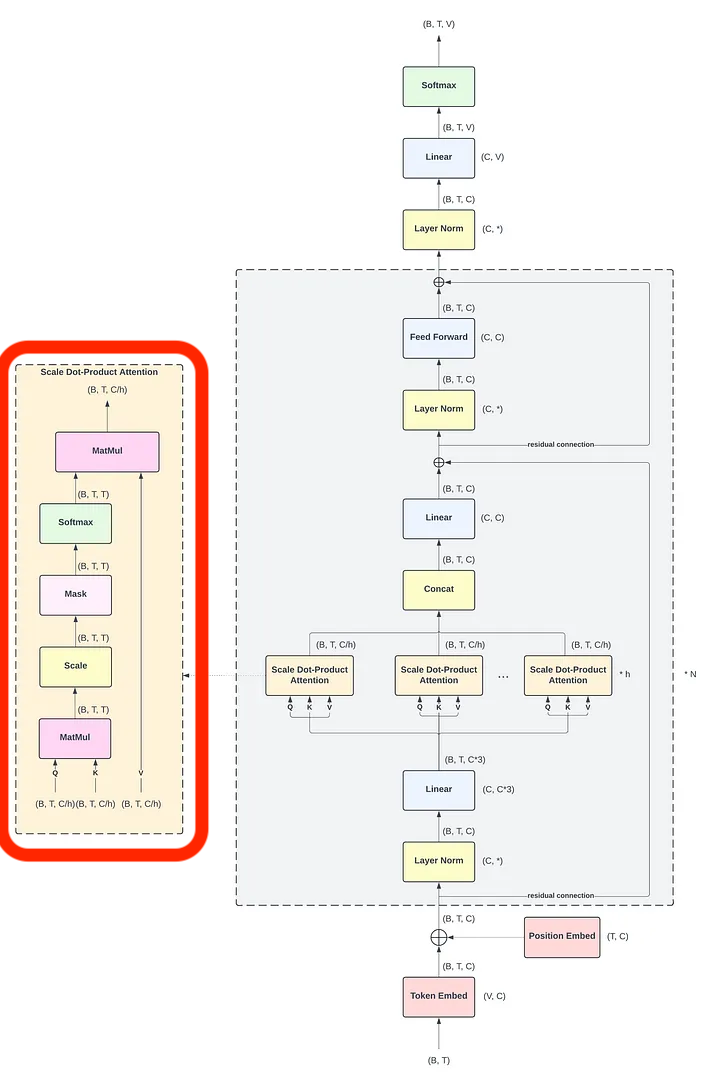 (B, T, V)
Softmax
(B, T, V)
Linear (C, V)
(B, T, C)
Layer Norm (C, *)
(B, T, C)
Feed Forward (C, C)
(B, T, C)
Layer Norm (C, *)
residual connection
(B, T, C)
Linear (C, C)
(B, T, C)
Concat
(B, T, C/h) (B, T, C/h) (B, T, C/h)
Scale Dot-Product
Attention
Scale Dot-Product
Attention
...
Scale Dot-Product
Attention
* h
* N
Q K V Q K V Q K V
(B, T, C*3)
Linear (C, C*3)
(B, T, C)
Layer Norm (C, *)
residual connection
(B, T, C)
Position Embed (T, C)
(B, T, C)
Token Embed (V, C)
(B, T)
Scale Dot-Product Attention
(B, T, C/h)
MatMul
(B, T, T)
Softmax
(B, T, T)
Mask
(B, T, T)
Scale
(B, T, T)
MatMul
Q K V
(B, T, C/h) (B, T, C/h) (B, T, C/h)